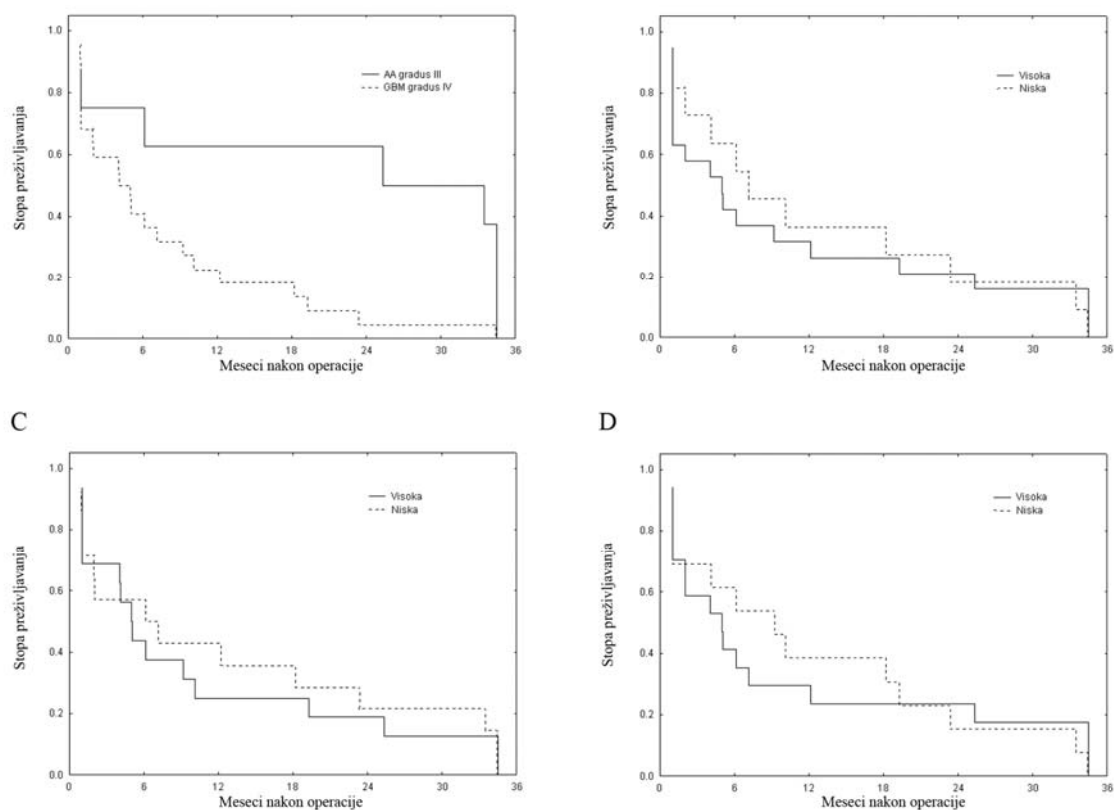 1.0
0.8
0.6
0.4
0.2
0.0
Stopa preživljavanja
AA gradus III
GBM gradus IV
0 6 12 18 24 30 36
Meseci nakon operacije
1.0
0.8
0.6
0.4
0.2
0.0
Stopa preživljavanja
Visoka
Niska
0 6 12 18 24 30 36
Meseci nakon operacije
C
1.0
0.8
0.6
0.4
0.2
0.0
Stopa preživljavanja
Visoka
Niska
0 6 12 18 24 30 36
Meseci nakon operacije
D
1.0
0.8
0.6
0.4
0.2
0.0
Stopa preživljavanja
Visoka
Niska
0 6 12 18 24 30 36
Meseci nakon operacije